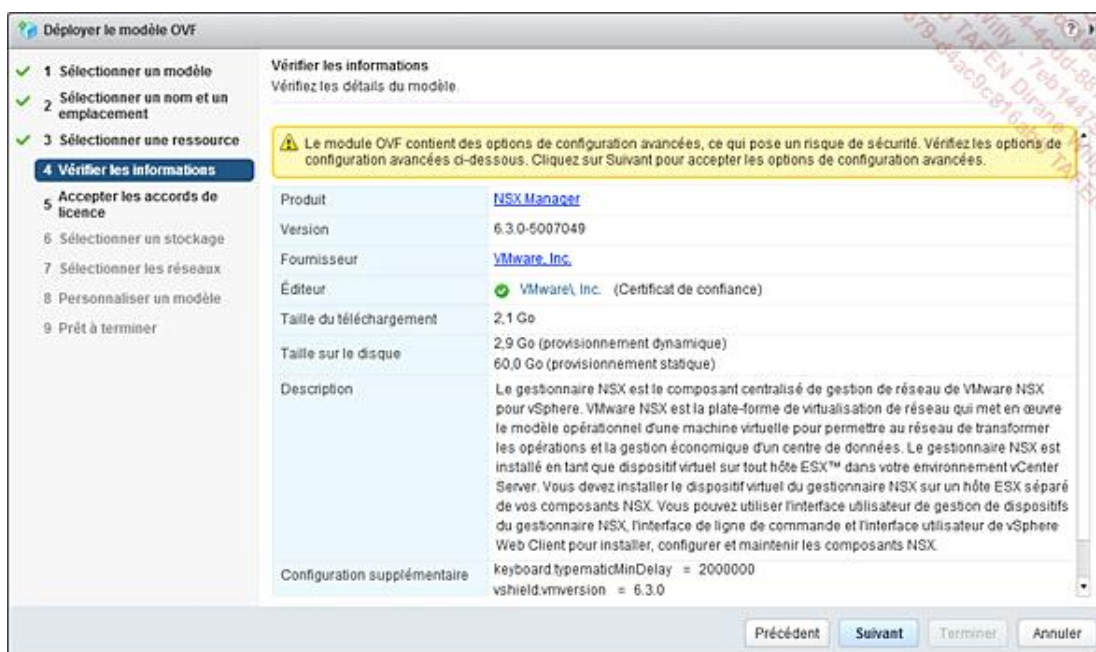 Déployer le modèle OVF
1 Sélectionner un modèle
2 Sélectionner un nom et un
emplacement
3 Sélectionner une ressource
4 Vérifier les informations
5 Accepter les accords de
licence
6 Sélectionner un stockage
7 Sélectionner les réseaux
8 Personnaliser un modèle
9 Prêt à terminer
Vérifier les informations
Vérifiez les détails du modèle.
Le module OVF contient des options de configuration avancées, ce qui pose un risque de sécurité. Vérifiez les options de
configuration avancées ci-dessous. Cliquez sur Suivant pour accepter les options de configuration avancées.
Produit NSX Manager
Version 6.3.0-5007049
Fournisseur VMware, Inc.
Éditeur VMware\, Inc. (Certificat de confiance)
Taille du téléchargement 2,1 Go
Taille sur le disque 2,9 Go (provisionnement dynamique)
60,0 Go (provisionnement statique)
Description Le gestionnaire NSX est le composant centralisé de gestion de réseau de VMware NSX
pour vSphere. VMware NSX est la plate-forme de virtualisation de réseau qui met en œuvre
le modèle opérationnel d'une machine virtuelle pour permettre au réseau de transformer
les opérations et la gestion économique d'un centre de données. Le gestionnaire NSX est
installé en tant que dispositif virtuel sur tout hôte ESX™ dans votre environnement vCenter
Server. Vous devez installer le dispositif virtuel du gestionnaire NSX sur un hôte ESX séparé
de vos composants NSX. Vous pouvez utiliser l'interface utilisateur de gestion de dispositifs
du gestionnaire NSX, l'interface de ligne de commande et l'interface utilisateur de vSphere
Web Client pour installer, configurer et maintenir les composants NSX.
Configuration supplémentaire keyboard.typematicMinDelay = 2000000
vshield.vmversion = 6.3.0
Précédent Suivant Terminer Annuler